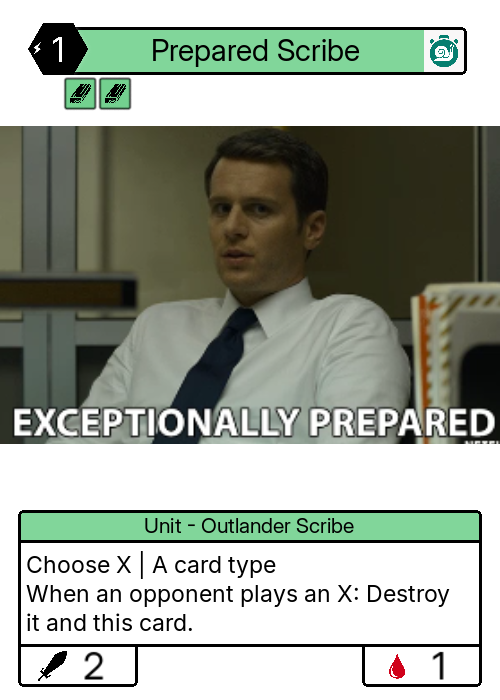 1
Prepared Scribe
EXCEPTIONALLY PREPARED
Unit - Outlander Scribe
Choose X | A card type
When an opponent plays an X: Destroy
it and this card.
2
1